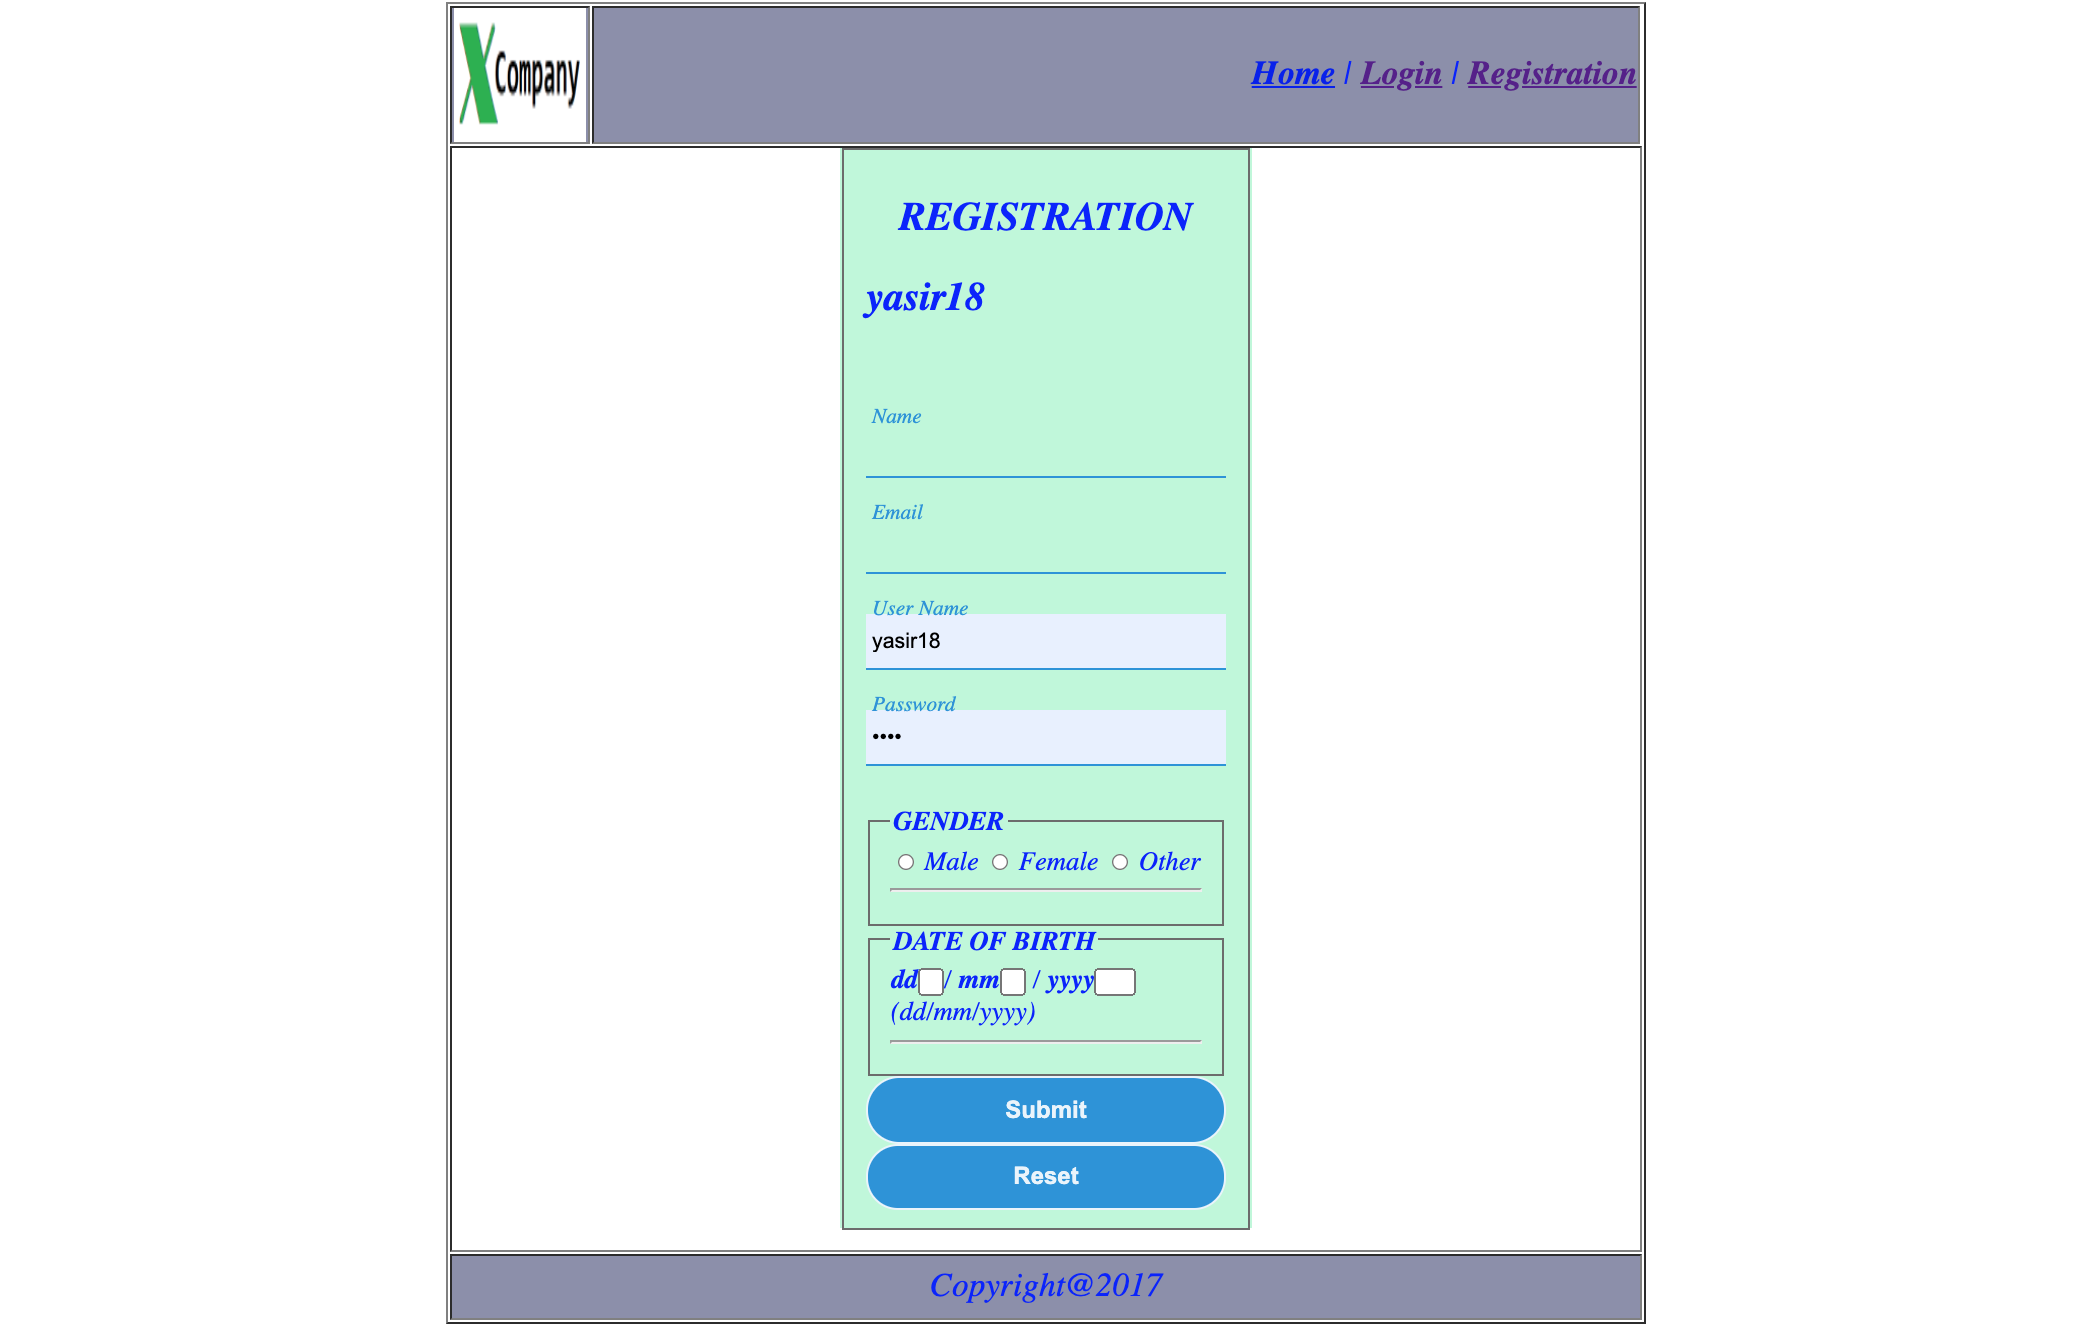 X Company
Home / Login / Registration
REGISTRATION
yasir18
Name
Email
User Name
yasir18
Password
••••
GENDER
Male Female Other
DATE OF BIRTH
dd / mm / yyyy
(dd/mm/yyyy)
Submit
Reset
Copyright@2017